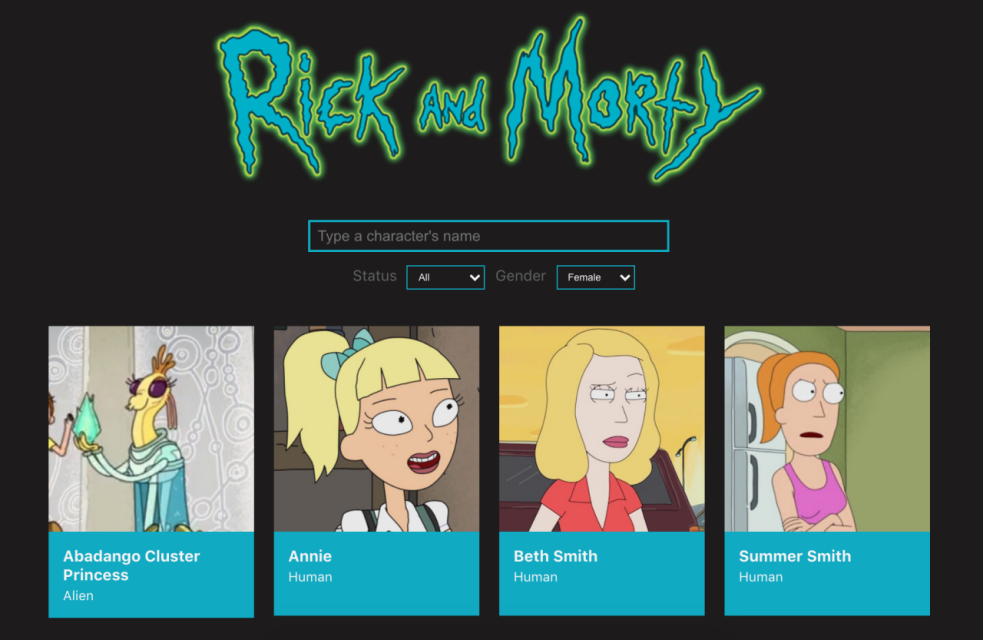 Rick and Morty
Type a character's name
Status All Gender Female
Abadango Cluster
Princess
Alien
Annie
Human
Beth Smith
Human
Summer Smith
Human